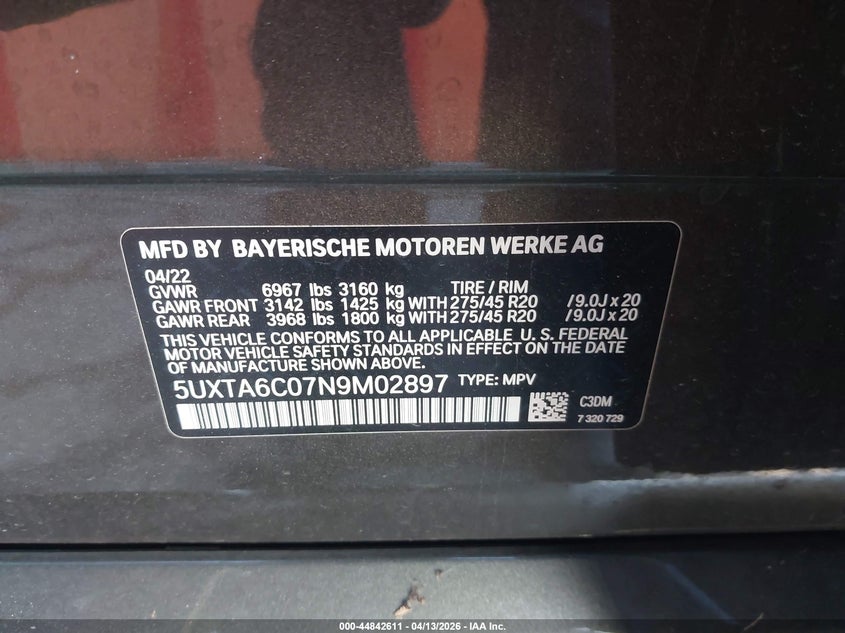 MFD BY BAYERISCHE MOTOREN WERKE AG
04/22
GVWR 6967 lbs 3160 kg TIRE / RIM
GAWR FRONT 3142 lbs 1425 kg WITH 275/45 R20 /9.0J x 20
GAWR REAR 3968 lbs 1800 kg WITH 275/45 R20 /9.0J x 20
THIS VEHICLE CONFORMS TO ALL APPLICABLE U. S. FEDERAL
MOTOR VEHICLE SAFETY STANDARDS IN EFFECT ON THE DATE
OF MANUFACTURE SHOWN ABOVE.
5UXTA6C07N9M02897 TYPE: MPV
C3DM
7 320 729
000-44842611 - 04/13/2026 - IAA Inc.